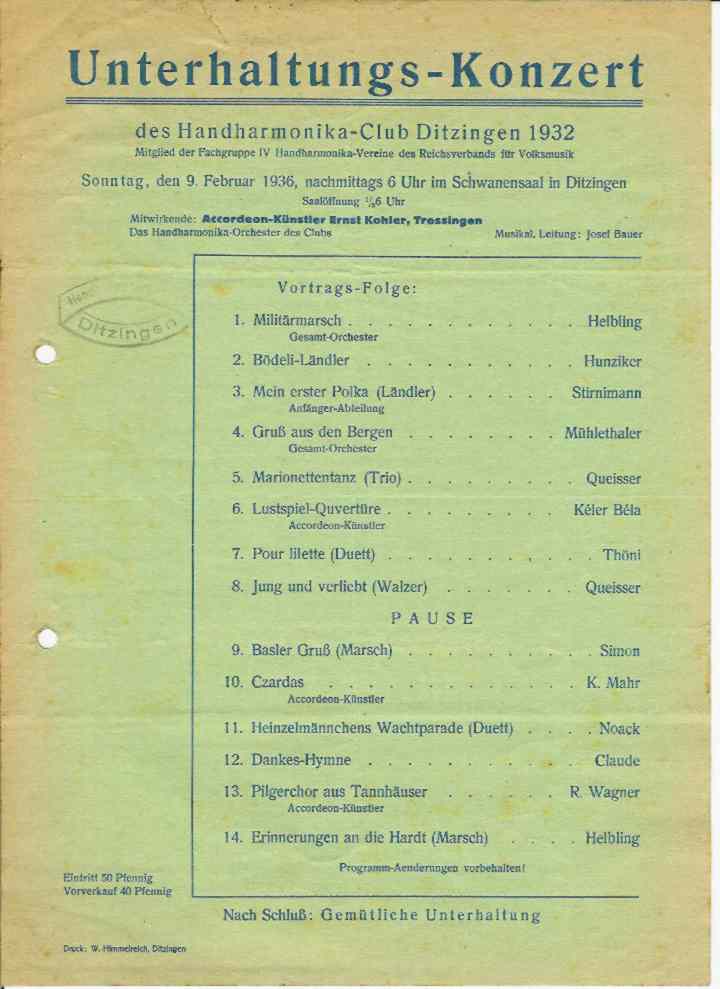 Unterhaltungs-Konzert
des Handharmonika-Club Ditzingen 1932
Mitglied der Fachgruppe IV Handharmonika-Vereine des Reichsverbands für Volksmusik
Sonntag, den 9. Februar 1936, nachmittags 6 Uhr im Schwanensaal in Ditzingen
Saalöffnung ½6 Uhr
Mitwirkende: Accordeon-Künstler Ernst Kohler, Trossingen
Das Handharmonika-Orchester des Clubs Musikal. Leitung: Josef Bauer
Ditzingen
Vortrags-Folge:
1. Militärmarsch . . . . . . . . . . . . Helbling
Gesamt-Orchester
2. Bödeli-Ländler . . . . . . . . . . . Hunziker
3. Mein erster Polka (Ländler) . . . . . . Stirnimann
Anfänger-Abteilung
4. Gruß aus den Bergen . . . . . . . . Mühlethaler
Gesamt-Orchester
5. Marionettentanz (Trio) . . . . . . . . . Queisser
6. Lustspiel-Quvertüre . . . . . . . . . . Kéler Béla
Accordeon-Künstler
7. Pour lilette (Duett) . . . . . . . . . . . Thöni
8. Jung und verliebt (Walzer) . . . . . . . Queisser
PAUSE
9. Basler Gruß (Marsch) . . . . . . . . . Simon
10. Czardas . . . . . . . . . . . . K. Mahr
Accordeon-Künstler
11. Heinzelmännchens Wachtparade (Duett) . . . . Noack
12. Dankes-Hymne . . . . . . . . . . Claude
13. Pilgerchor aus Tannhäuser . . . . . . R. Wagner
Accordeon-Künstler
14. Erinnerungen an die Hardt (Marsch) . . . . Helbling
Programm-Aenderungen vorbehalten!
Eintritt 50 Pfennig
Vorverkauf 40 Pfennig
Nach Schluß: Gemütliche Unterhaltung
Druck: W. Himmelreich, Ditzingen